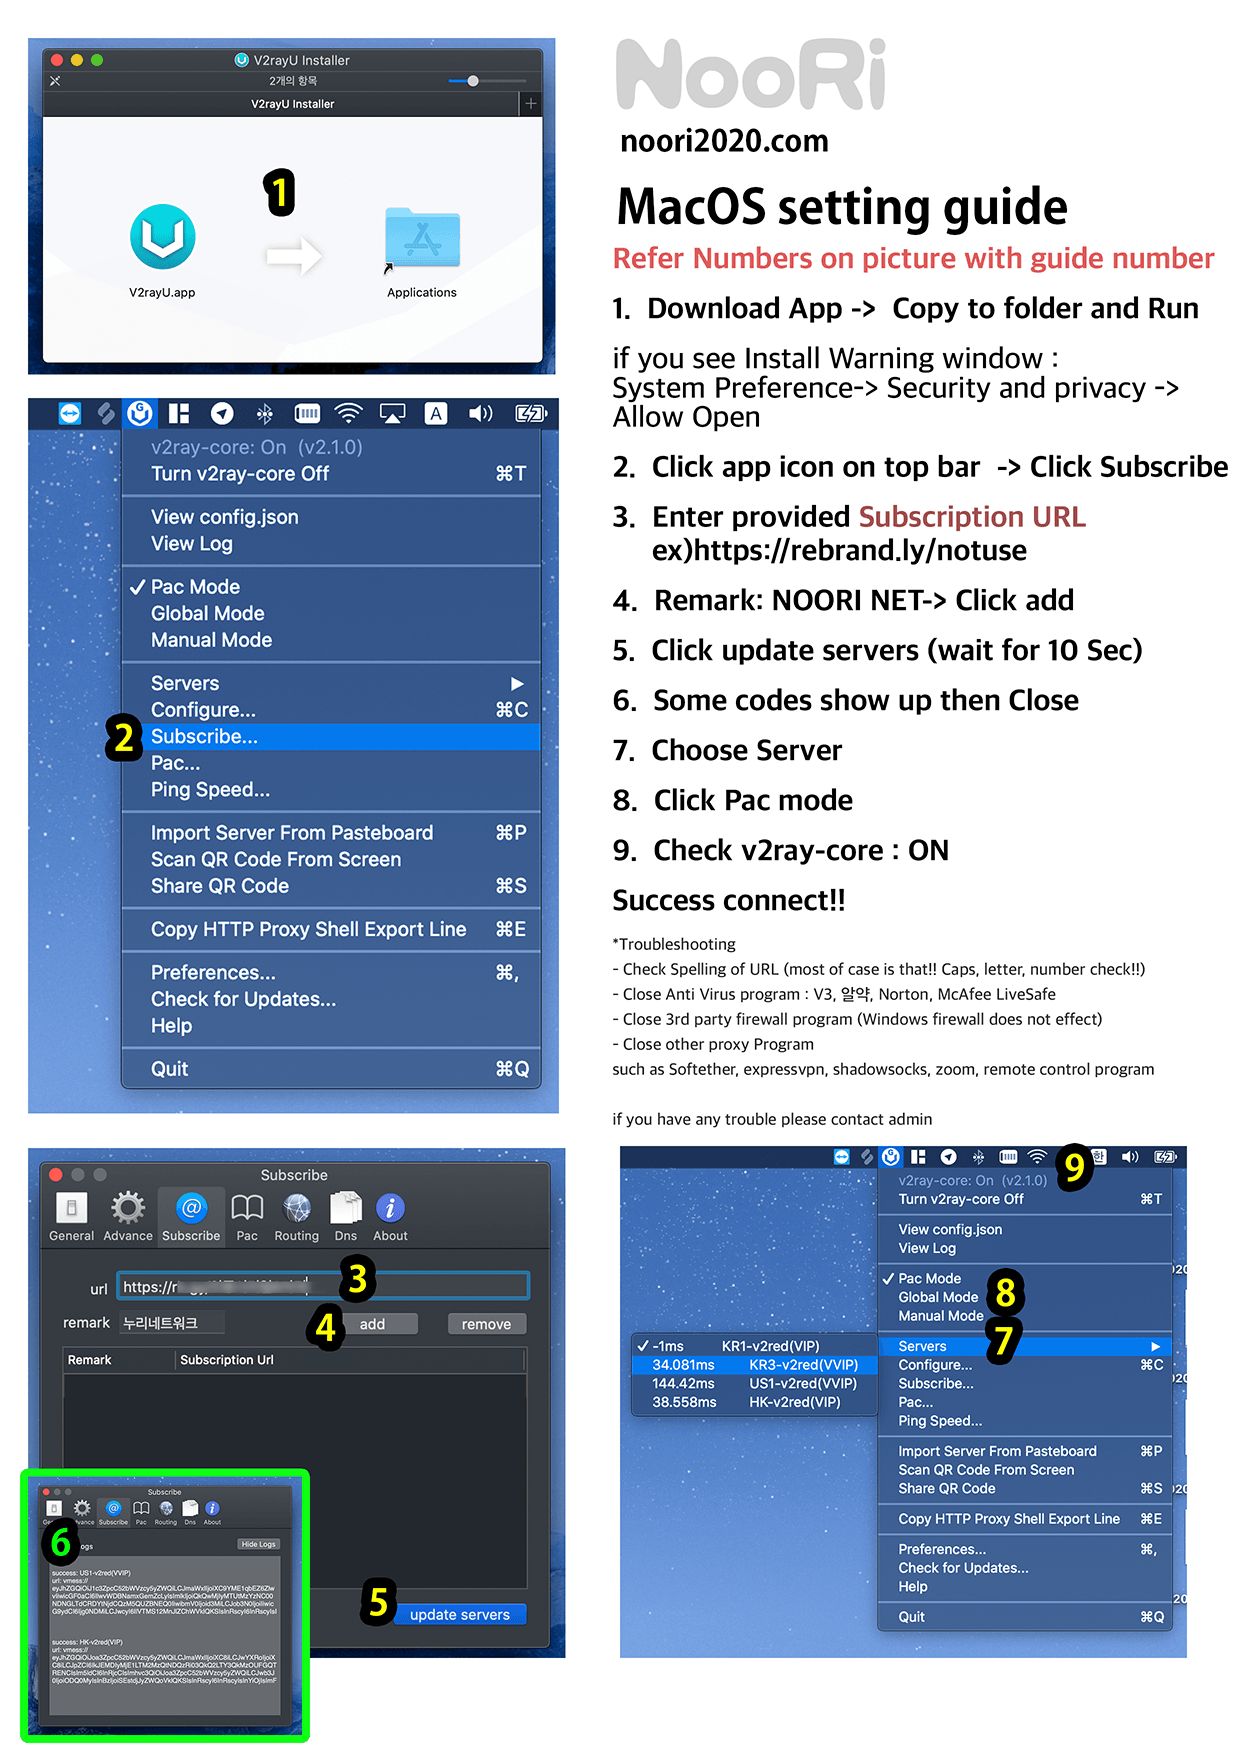 V2rayU Installer
2개의 항목
V2rayU Installer
1
V2rayU.app
Applications
NooRi
noori2020.com
MacOS setting guide
Refer Numbers on picture with guide number
1. Download App -> Copy to folder and Run
if you see Install Warning window :
System Preference-> Security and privacy ->
Allow Open
2. Click app icon on top bar -> Click Subscribe
3. Enter provided Subscription URL
ex)https://rebrand.ly/notuse
4. Remark: NOORI NET-> Click add
5. Click update servers (wait for 10 Sec)
6. Some codes show up then Close
7. Choose Server
8. Click Pac mode
9. Check v2ray-core : ON
Success connect!!
*Troubleshooting
- Check Spelling of URL (most of case is that!! Caps, letter, number check!!)
- Close Anti Virus program : V3, 알약, Norton, McAfee LiveSafe
- Close 3rd party firewall program (Windows firewall does not effect)
- Close other proxy Program
such as Softether, expressvpn, shadowsocks, zoom, remote control program
if you have any trouble please contact admin
A
v2ray-core: On (v2.1.0)
Turn v2ray-core Off ⌘T
View config.json
View Log
✓ Pac Mode
Global Mode
Manual Mode
Servers ▶
Configure... ⌘C
2 Subscribe...
Pac...
Ping Speed...
Import Server From Pasteboard ⌘P
Scan QR Code From Screen
Share QR Code ⌘S
Copy HTTP Proxy Shell Export Line ⌘E
Preferences... ⌘,
Check for Updates...
Help
Quit ⌘Q
Subscribe
General Advance Subscribe Pac Routing Dns About
url https://r 3
remark 누리네트워크 4 add remove
Remark Subscription Url
5 update servers
Subscribe
Subscribe Pac Routing Dns About
6 Hide Logs
success: US1-v2red(VVIP)
url: vmess://
success: HK-v2red(VIP)
url: vmess://
9 한
v2ray-core: On (v2.1.0)
Turn v2ray-core Off ⌘T
View config.json
View Log
✓ Pac Mode
Global Mode 8
Manual Mode
7
Servers ▶
✓ -1ms KR1-v2red(VIP)
34.081ms KR3-v2red(VVIP)
144.42ms US1-v2red(VVIP)
38.558ms HK-v2red(VIP)
Configure... ⌘C
Subscribe...
Pac...
Ping Speed...
Import Server From Pasteboard ⌘P
Scan QR Code From Screen
Share QR Code ⌘S
Copy HTTP Proxy Shell Export Line ⌘E
Preferences... ⌘,
Check for Updates...
Help
Quit ⌘Q